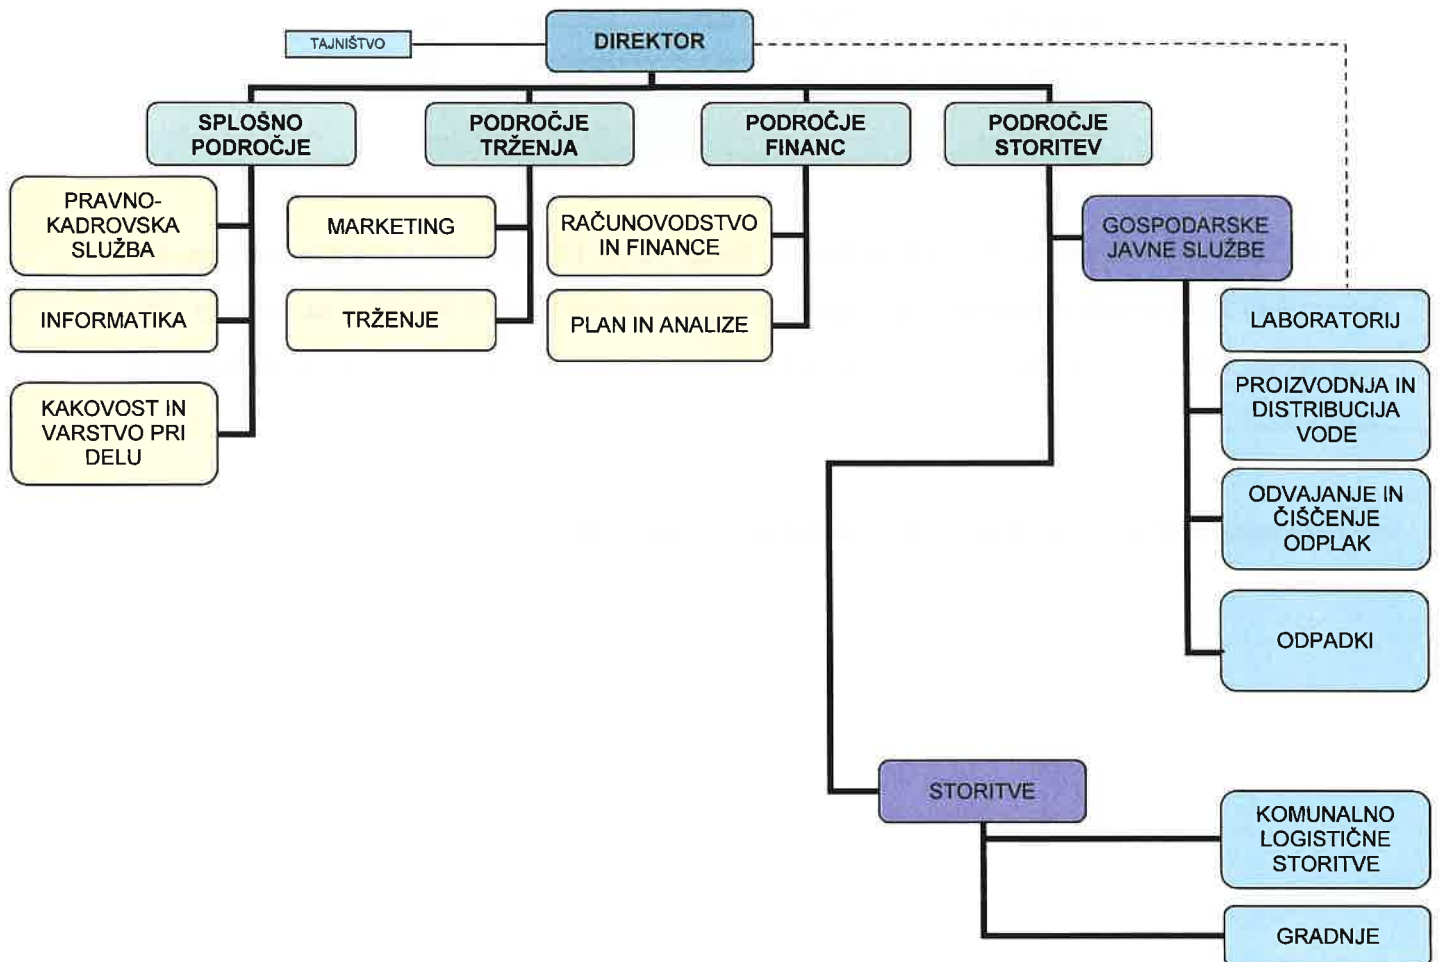 TAJNIŠTVO
DIREKTOR
SPLOŠNO
PODROČJE
PODROČJE
TRŽENJA
PODROČJE
FINANC
PODROČJE
STORITEV
PRAVNO-
KADROVSKA
SLUŽBA
INFORMATIKA
KAKOVOST IN
VARSTVO PRI
DELU
MARKETING
TRŽENJE
RAČUNOVODSTVO
IN FINANCE
PLAN IN ANALIZE
GOSPODARSKE
JAVNE SLUŽBE
LABORATORIJ
PROIZVODNJA IN
DISTRIBUCIJA
VODE
ODVAJANJE IN
ČIŠČENJE
ODPLAK
ODPADKI
STORITVE
KOMUNALNO
LOGISTIČNE
STORITVE
GRADNJE